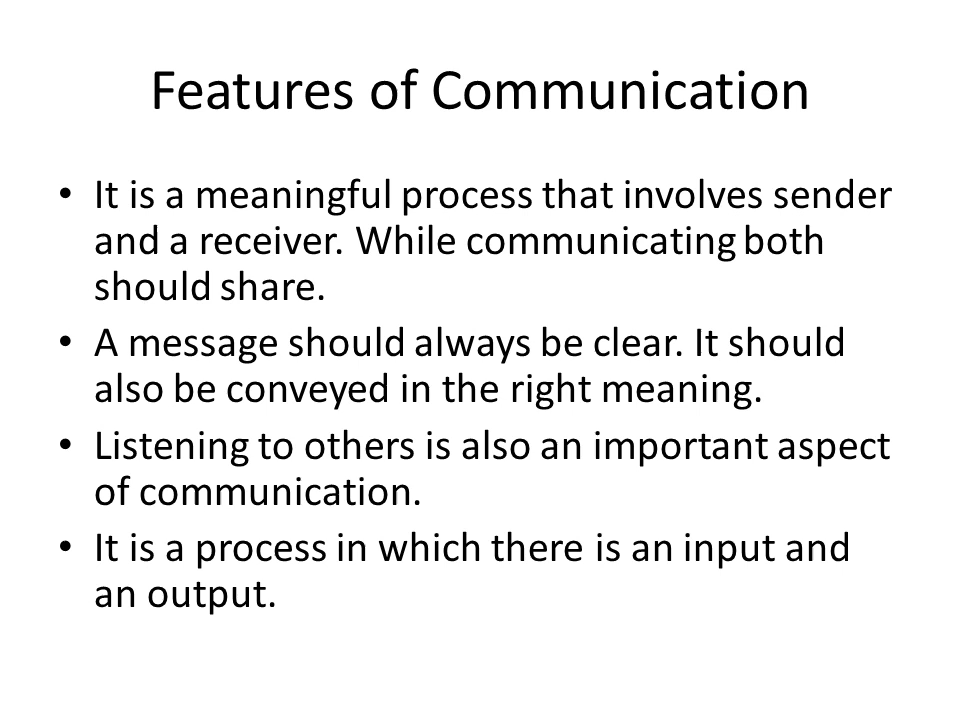 Features of Communication
• It is a meaningful process that involves sender
and a receiver. While communicating both
should share.
• A message should always be clear. It should
also be conveyed in the right meaning.
• Listening to others is also an important aspect
of communication.
• It is a process in which there is an input and
an output.